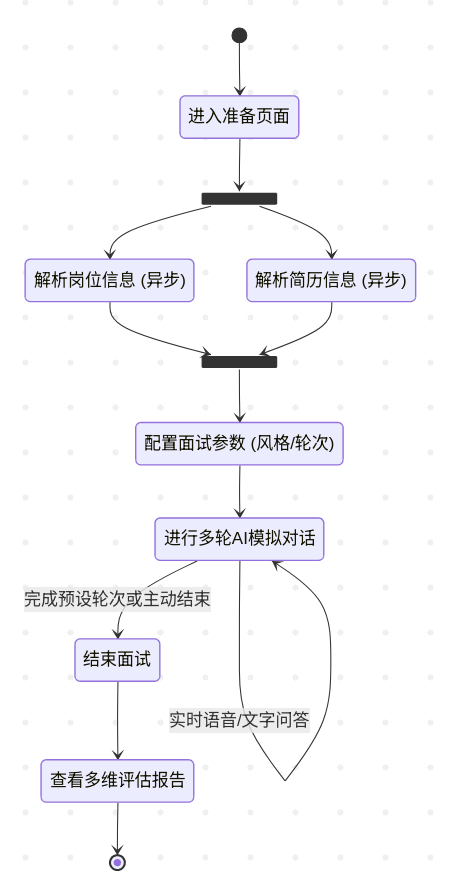 进入准备页面
解析岗位信息 (异步)
解析简历信息 (异步)
配置面试参数 (风格/轮次)
进行多轮AI模拟对话
完成预设轮次或主动结束
结束面试
实时语音/文字问答
查看多维评估报告